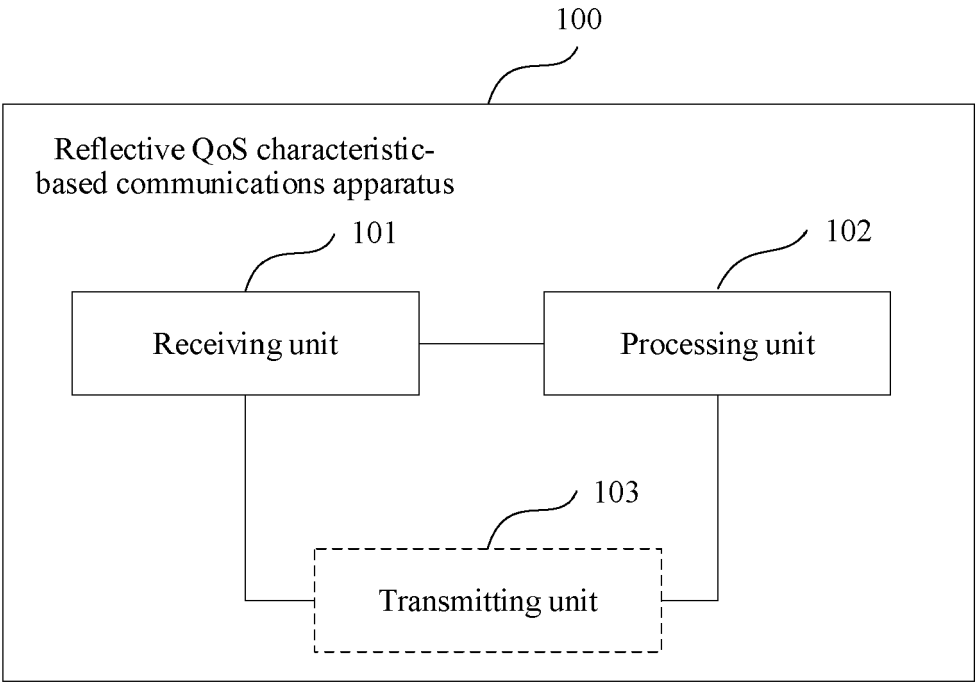 100
Reflective QoS characteristic-
based communications apparatus
101
102
Receiving unit
Processing unit
103
Transmitting unit